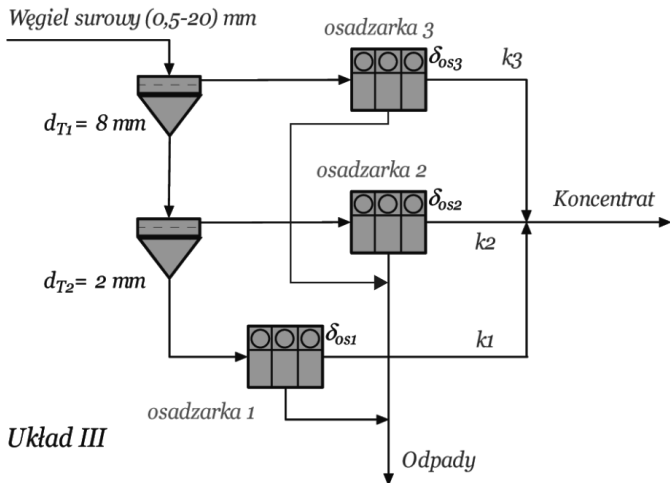 Węgiel surowy (0,5-20) mm
osadzarka 3
δos3
k3
dT1 = 8 mm
osadzarka 2
δos2
k2
Koncentrat
dT2 = 2 mm
δos1
k1
osadzarka 1
Układ III
Odpady